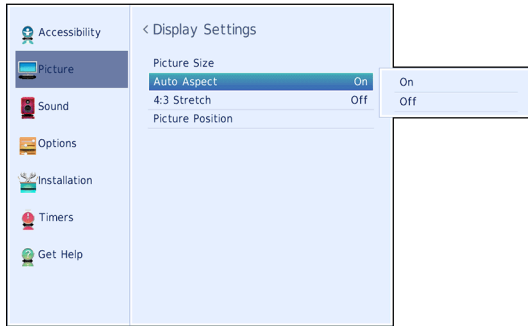 Accessibility
Picture
Sound
Options
Installation
Timers
Get Help
< Display Settings
Picture Size
Auto Aspect On
4:3 Stretch Off
Picture Position
On
Off